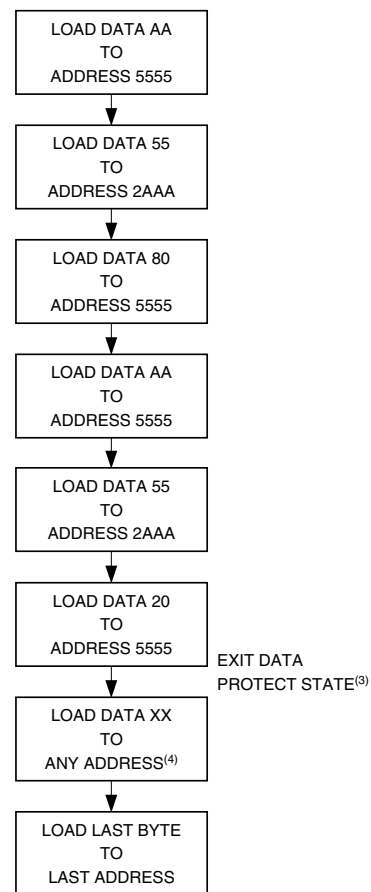 LOAD DATA AA
TO
ADDRESS 5555
LOAD DATA 55
TO
ADDRESS 2AAA
LOAD DATA 80
TO
ADDRESS 5555
LOAD DATA AA
TO
ADDRESS 5555
LOAD DATA 55
TO
ADDRESS 2AAA
LOAD DATA 20
TO
ADDRESS 5555
EXIT DATA
PROTECT STATE(3)
LOAD DATA XX
TO
ANY ADDRESS(4)
LOAD LAST BYTE
TO
LAST ADDRESS